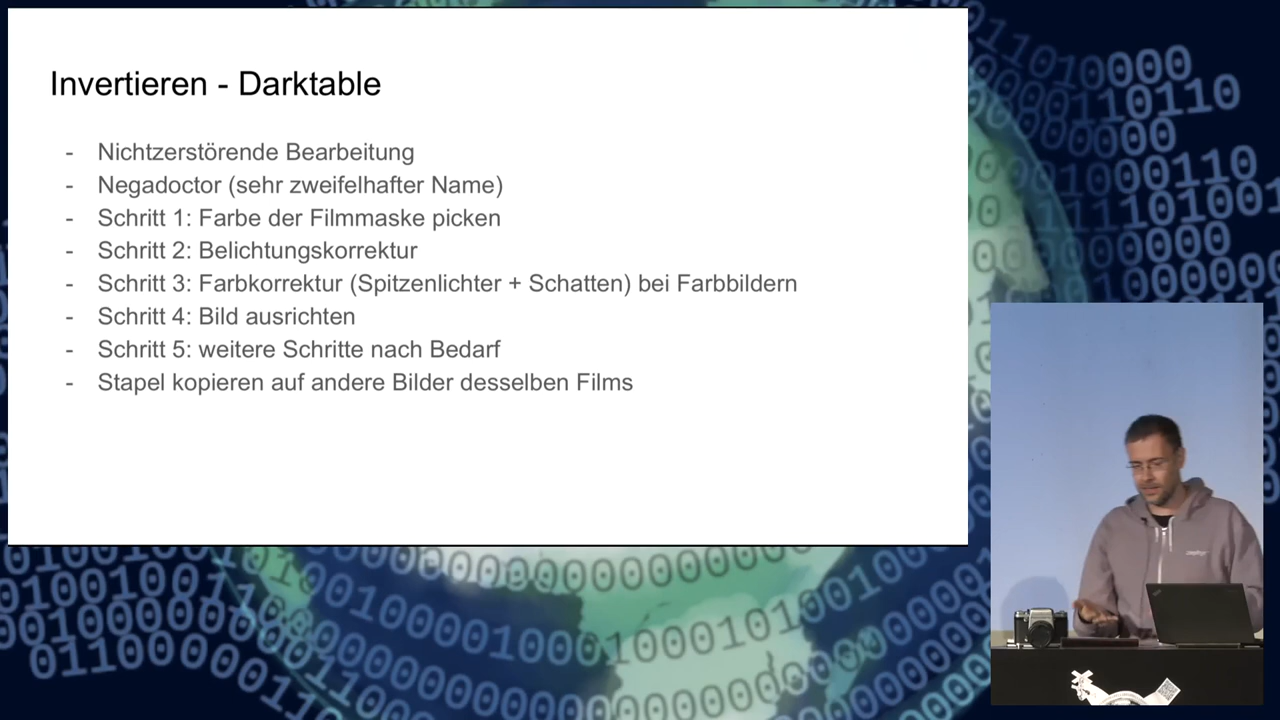 Invertieren - Darktable
- Nichtzerstörende Bearbeitung
- Negadoctor (sehr zweifelhafter Name)
- Schritt 1: Farbe der Filmmaske picken
- Schritt 2: Belichtungskorrektur
- Schritt 3: Farbkorrektur (Spitzenlichter + Schatten) bei Farbbildern
- Schritt 4: Bild ausrichten
- Schritt 5: weitere Schritte nach Bedarf
- Stapel kopieren auf andere Bilder desselben Films